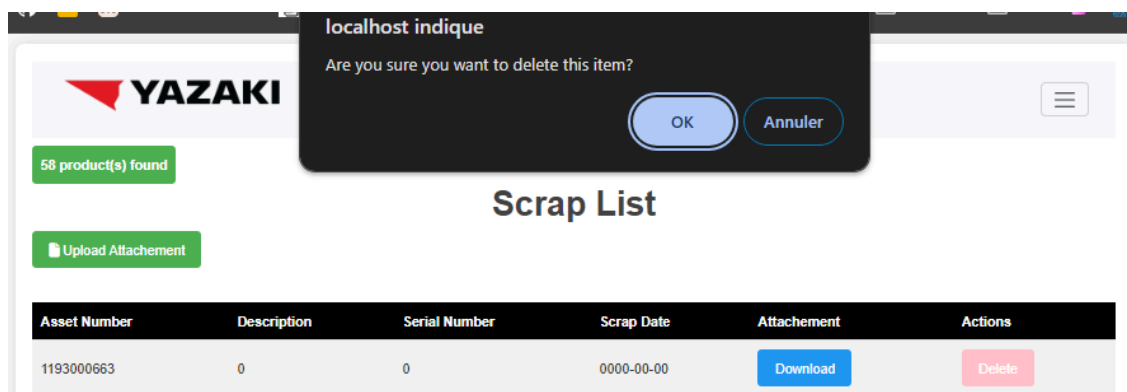 localhost indique
Are you sure you want to delete this item?
OK Annuler
YAZAKI
58 product(s) found
Scrap List
Upload Attachement
Asset Number Description Serial Number Scrap Date Attachement Actions
1193000663 0 0 0000-00-00 Download Delete